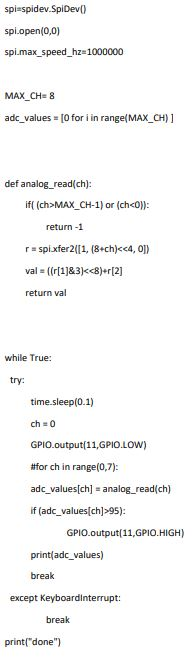 spi=spidev.SpiDev()
spi.open(0,0)
spi.max_speed_hz=1000000
MAX_CH= 8
adc_values = [0 for i in range(MAX_CH) ]
def analog_read(ch):
if( (ch>MAX_CH-1) or (ch<0)):
return -1
r = spi.xfer2([1, (8+ch)<<4, 0])
val = ((r[1]&3)<<8)+r[2]
return val
while True:
try:
time.sleep(0.1)
ch = 0
GPIO.output(11,GPIO.LOW)
#for ch in range(0,7):
adc_values[ch] = analog_read(ch)
if (adc_values[ch]>95):
GPIO.output(11,GPIO.HIGH)
print(adc_values)
break
except KeyboardInterrupt:
break
print("done")